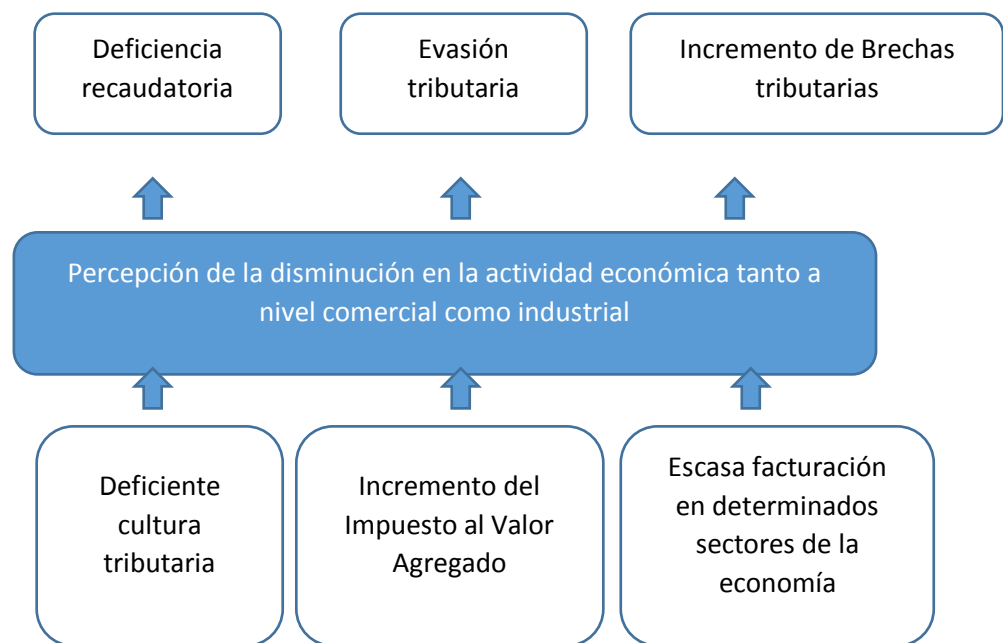 Deficiencia
recaudatoria
Evasión
tributaria
Incremento de Brechas
tributarias
Percepción de la disminución en la actividad económica tanto a
nivel comercial como industrial
Deficiente
cultura
tributaria
Incremento del
Impuesto al Valor
Agregado
Escasa facturación
en determinados
sectores de la
economía